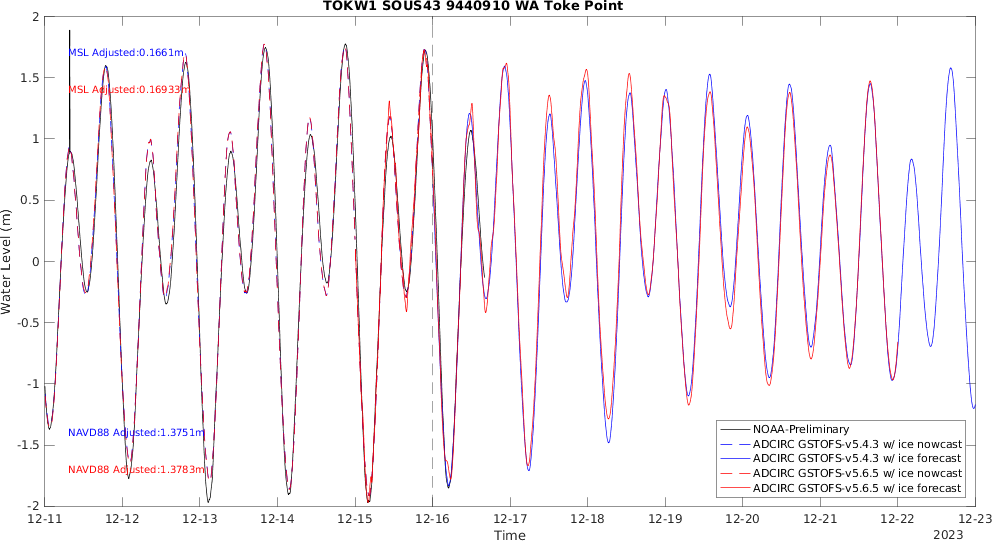 TOKW1 SOUS43 9440910 WA Toke Point
2
1.5
1
0.5
0
-0.5
-1
-1.5
-2
Water Level (m)
MSL Adjusted:0.1661m
MSL Adjusted:0.16933m
NAVD88 Adjusted:1.3751m
NAVD88 Adjusted:1.3783m
NOAA-Preliminary
ADCIRC GSTOFS-v5.4.3 w/ ice nowcast
ADCIRC GSTOFS-v5.4.3 w/ ice forecast
ADCIRC GSTOFS-v5.6.5 w/ ice nowcast
ADCIRC GSTOFS-v5.6.5 w/ ice forecast
12-11 12-12 12-13 12-14 12-15 12-16 12-17 12-18 12-19 12-20 12-21 12-22 12-23
Time
2023